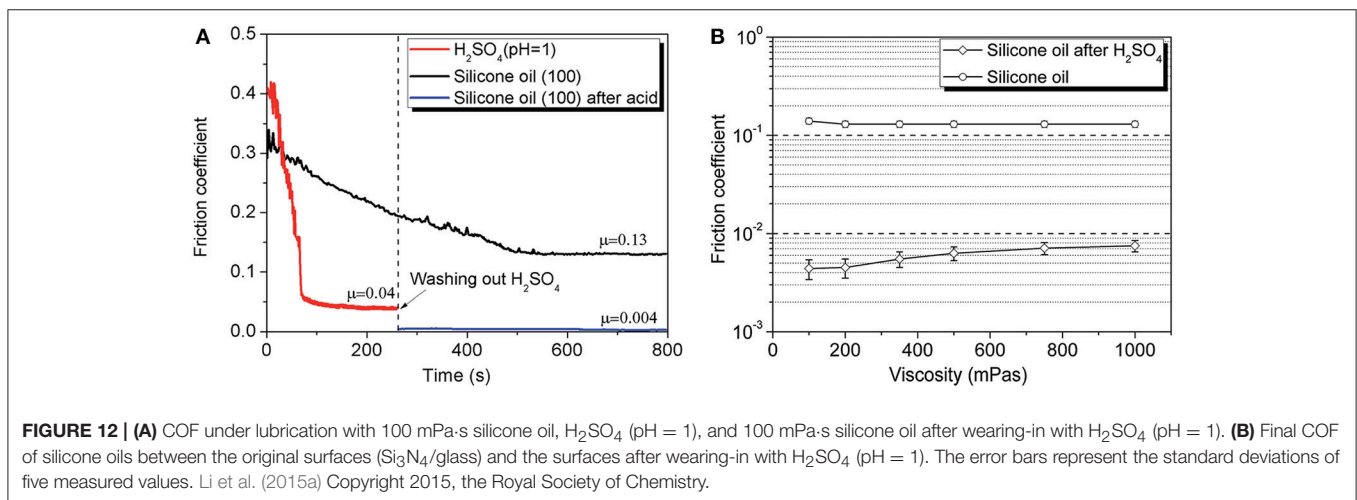 A
0.5
0.4
0.3
0.2
0.1
0.0
Friction coefficient
0
200
400
600
800
Time (s)
H₂SO₄(pH=1)
Silicone oil (100)
Silicone oil (100) after acid
μ=0.13
μ=0.04
Washing out H₂SO₄
μ=0.004
B
10⁰
10⁻¹
10⁻²
10⁻³
Friction coefficient
0
200
400
600
800
1000
Viscosity (mPas)
Silicone oil after H₂SO₄
Silicone oil
FIGURE 12 | (A) COF under lubrication with 100 mPa·s silicone oil, H₂SO₄ (pH = 1), and 100 mPa·s silicone oil after wearing-in with H₂SO₄ (pH = 1). (B) Final COF
of silicone oils between the original surfaces (Si₃N₄/glass) and the surfaces after wearing-in with H₂SO₄ (pH = 1). The error bars represent the standard deviations of
five measured values. Li et al. (2015a) Copyright 2015, the Royal Society of Chemistry.